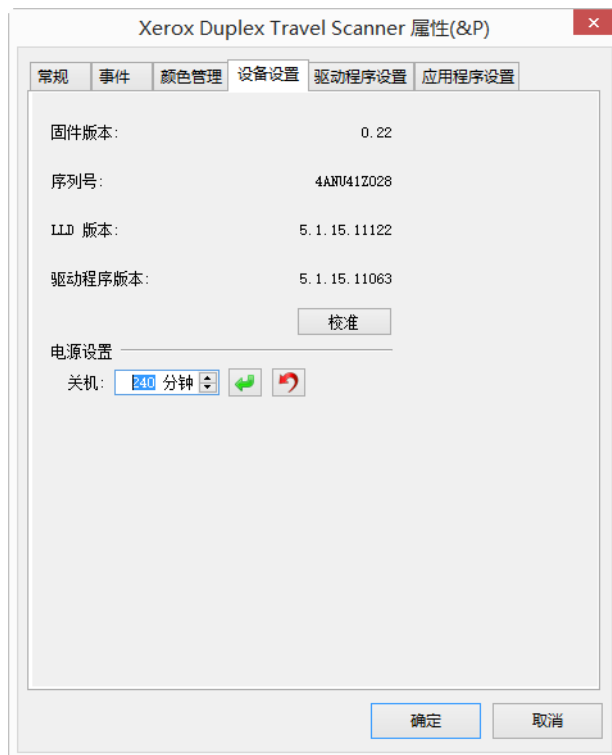 Xerox Duplex Travel Scanner 属性(&P)
常规 事件 颜色管理 设备设置 驱动程序设置 应用程序设置
固件版本: 0.22
序列号: 4ANU41Z028
LLD 版本: 5.1.15.11122
驱动程序版本: 5.1.15.11063
校准
电源设置
关机: 240 分钟
确定 取消